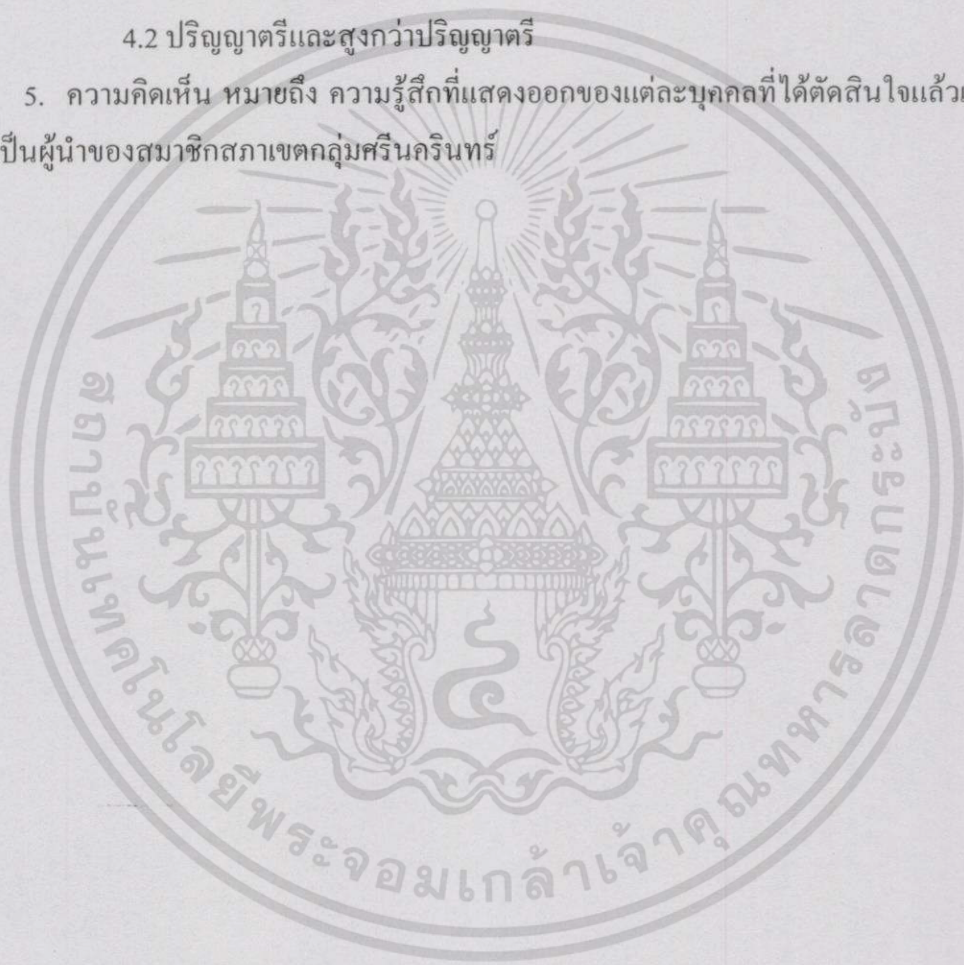 4.2 ปริญญาตรีและสูงกว่าปริญญาตรี
5. ความคิดเห็น หมายถึง ความรู้สึกที่แสดงออกของแต่ละบุคคลที่ได้ตัดสินใจแล้ว
เป็นผู้นำของสมาชิกสภาเขตกลุ่มศรีนครินทร์
สถาบันเทคโนโลยีพระจอมเกล้าเจ้าคุณทหารลาดกระบัง
๔